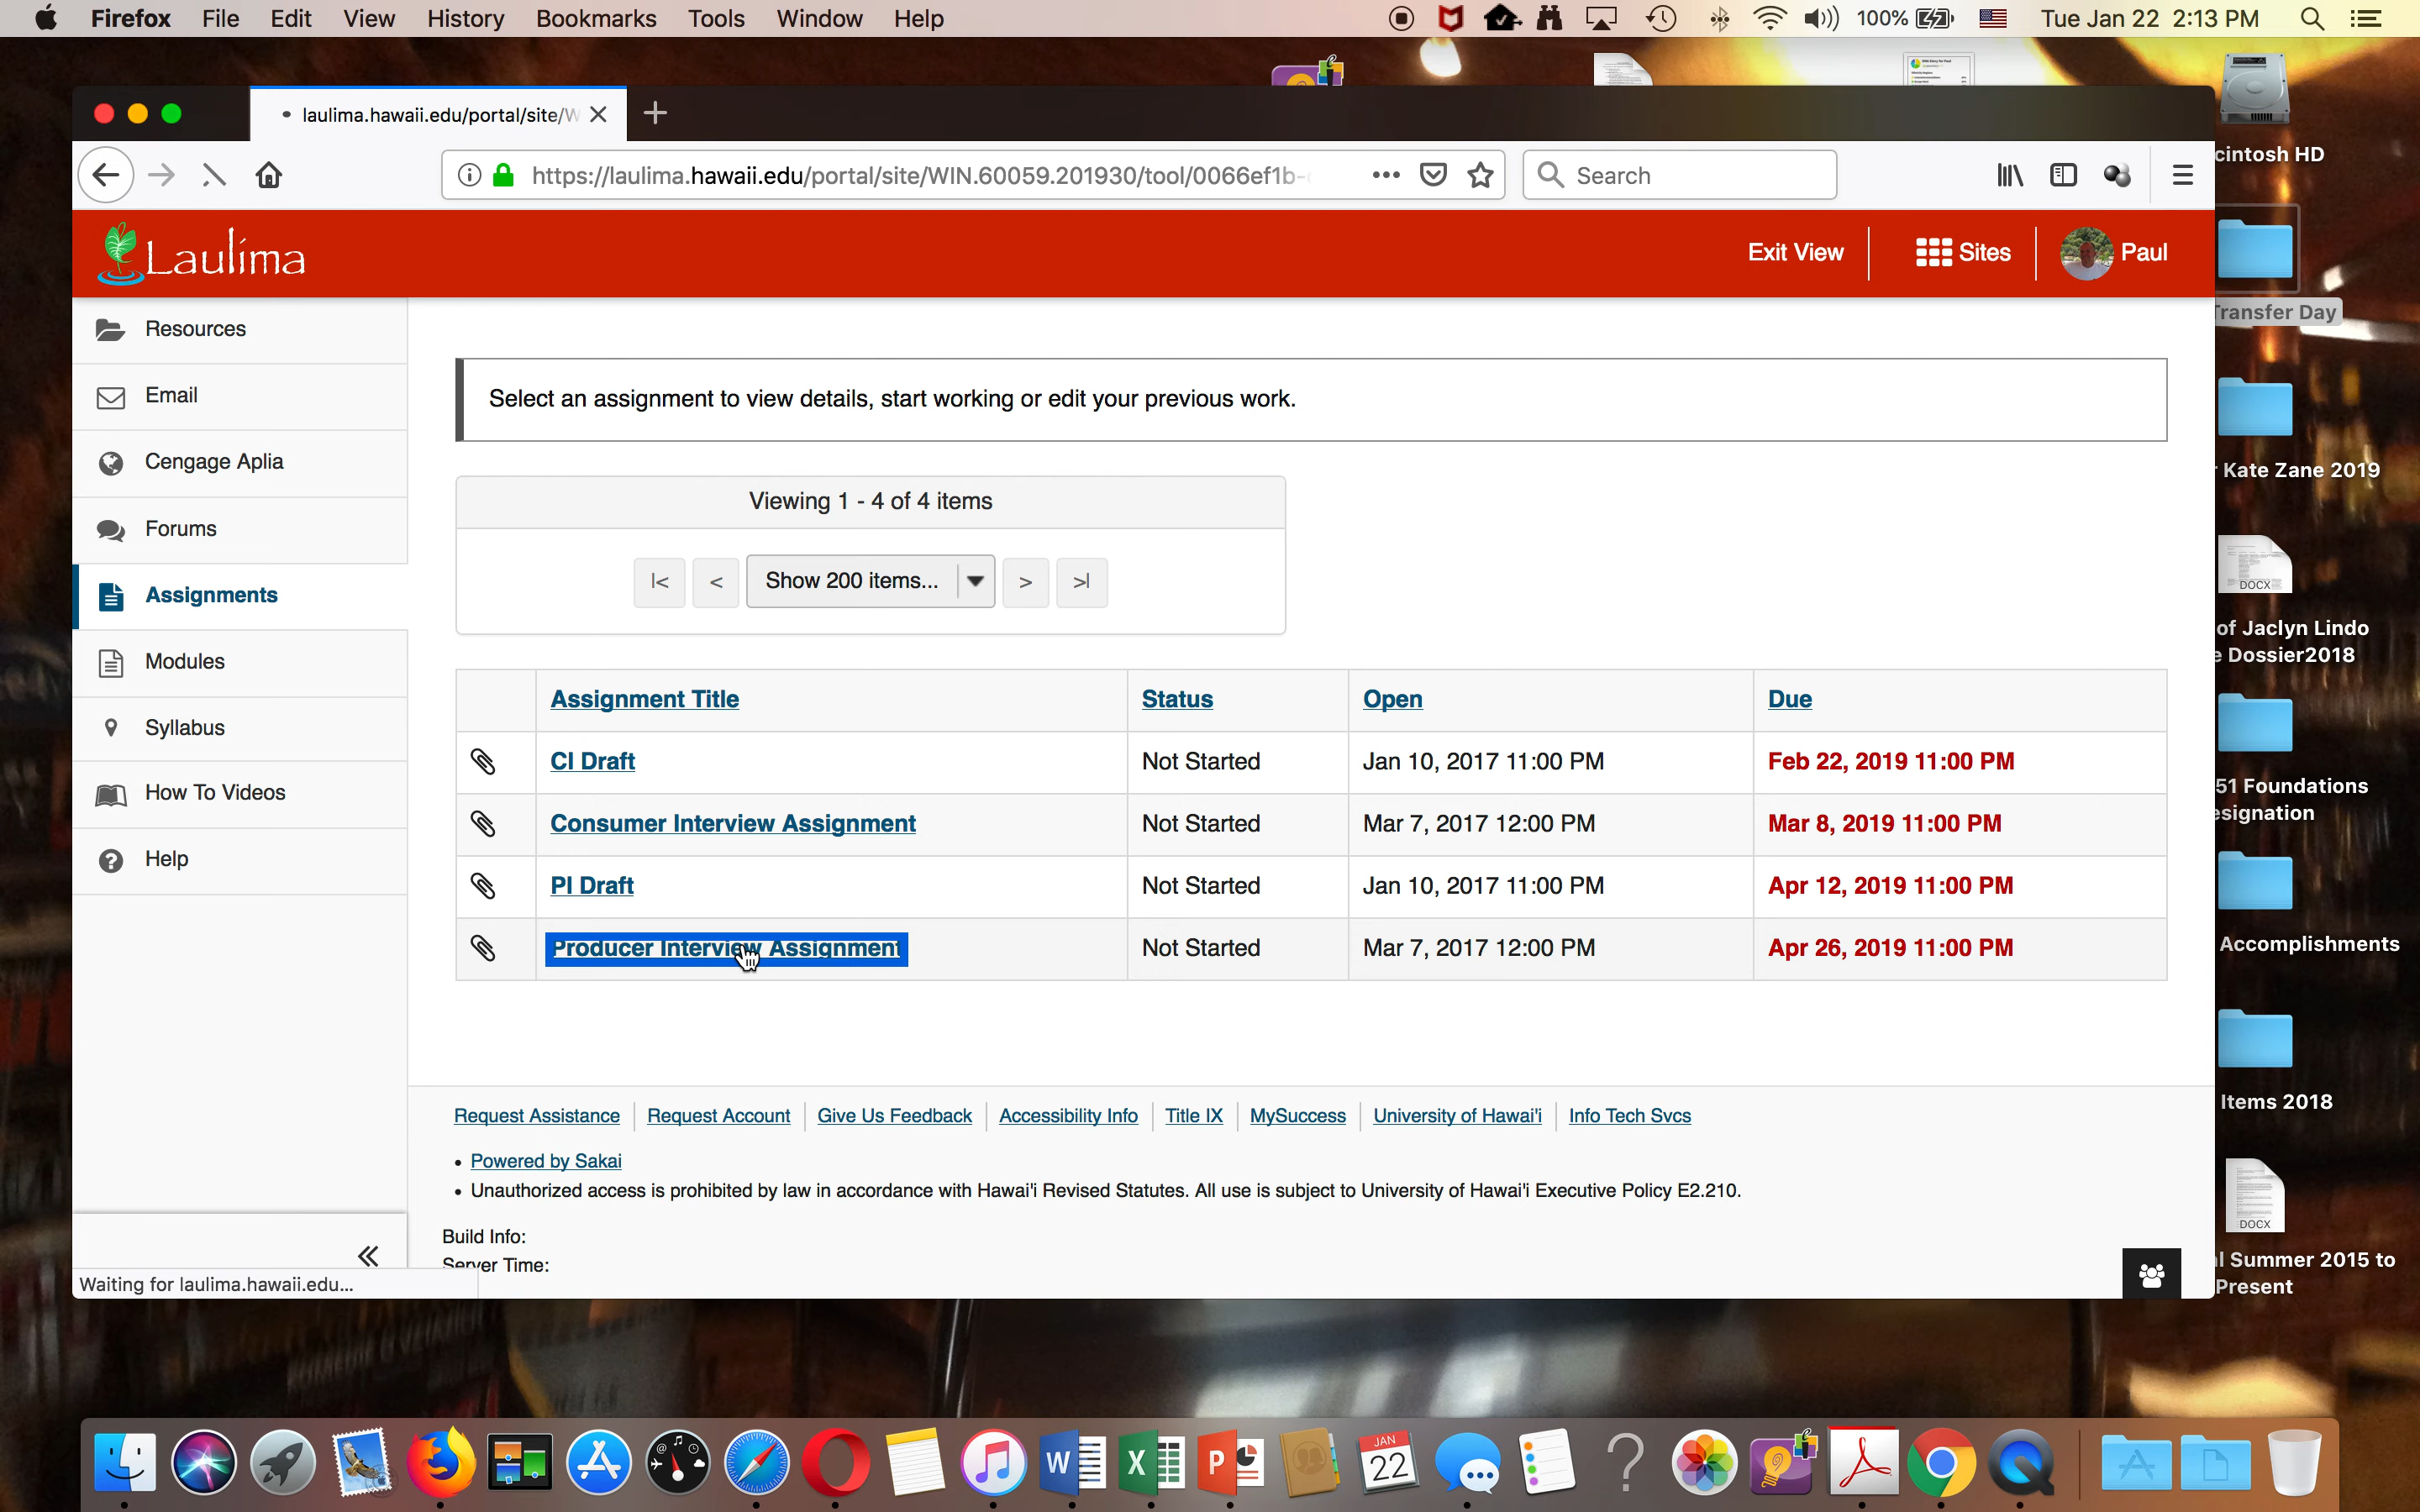 Firefox File Edit View History Bookmarks Tools Window Help 100% Tue Jan 22 2:13 PM
laulima.hawaii.edu/portal/site/W
https://laulima.hawaii.edu/portal/site/WIN.60059.201930/tool/0066ef1b- Search
Laulima Exit View Sites Paul
Resources
Email
Cengage Aplia
Forums
Assignments
Modules
Syllabus
How To Videos
Help
Select an assignment to view details, start working or edit your previous work.
Viewing 1 - 4 of 4 items
|< < Show 200 items... > >|
Assignment Title Status Open Due
CI Draft Not Started Jan 10, 2017 11:00 PM Feb 22, 2019 11:00 PM
Consumer Interview Assignment Not Started Mar 7, 2017 12:00 PM Mar 8, 2019 11:00 PM
PI Draft Not Started Jan 10, 2017 11:00 PM Apr 12, 2019 11:00 PM
Producer Interview Assignment Not Started Mar 7, 2017 12:00 PM Apr 26, 2019 11:00 PM
Request Assistance Request Account Give Us Feedback Accessibility Info Title IX MySuccess University of Hawai'i Info Tech Svcs
• Powered by Sakai
• Unauthorized access is prohibited by law in accordance with Hawai'i Revised Statutes. All use is subject to University of Hawai'i Executive Policy E2.210.
Build Info:
Server Time:
Waiting for laulima.hawaii.edu...
cintosh HD
Transfer Day
Kate Zane 2019
DOCX
of Jaclyn Lindo
Dossier2018
51 Foundations
esignation
Accomplishments
Items 2018
DOCX
l Summer 2015 to
Present
JAN
22